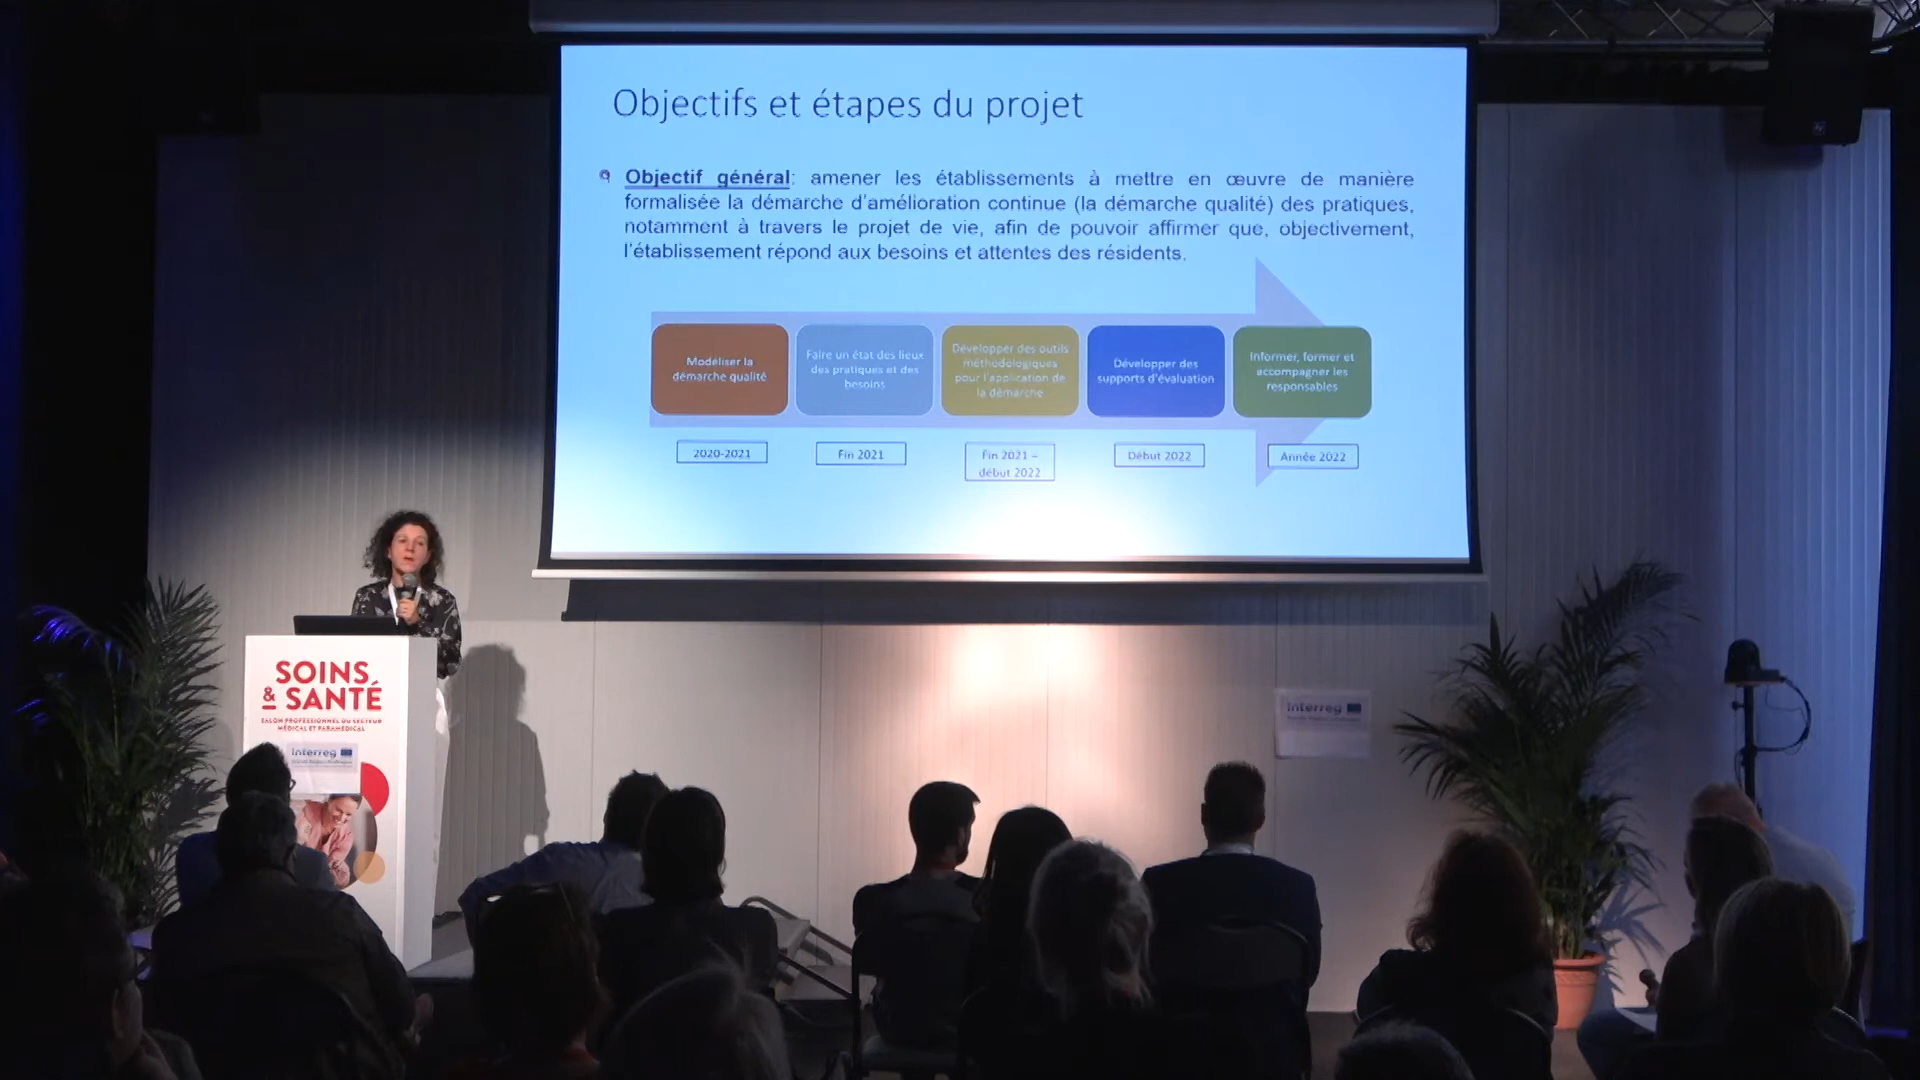 Objectifs et étapes du projet
Objectif général: amener les établissements à mettre en œuvre de manière
formalisée la démarche d'amélioration continue (la démarche qualité) des pratiques,
notamment à travers le projet de vie, afin de pouvoir affirmer que, objectivement,
l'établissement répond aux besoins et attentes des résidents.
Modéliser la
démarche qualité
Faire un état des lieux
des pratiques et des
besoins
Développer des outils
méthodologiques
pour l'application de
la démarche
Développer des
supports d'évaluation
Informer, former et
accompagner les
responsables
2020-2021
Fin 2021
Fin 2021 –
début 2022
Début 2022
Année 2022
SOINS
& SANTÉ
SALON PROFESSIONNEL DU SECTEUR
MÉDICAL ET PARAMÉDICAL
Interreg
Interreg